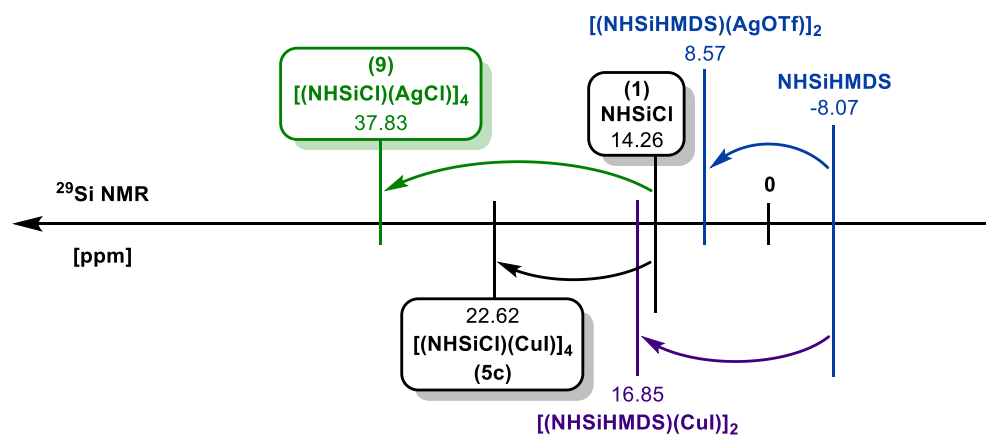 [(NHSiHMDS)(AgOTf)]₂
8.57
(9)
[(NHSiCl)(AgCl)]₄
37.83
(1)
NHSiCl
14.26
NHSiHMDS
-8.07
0
²⁹Si NMR
[ppm]
22.62
[(NHSiCl)(CuI)]₄
(5c)
16.85
[(NHSiHMDS)(CuI)]₂